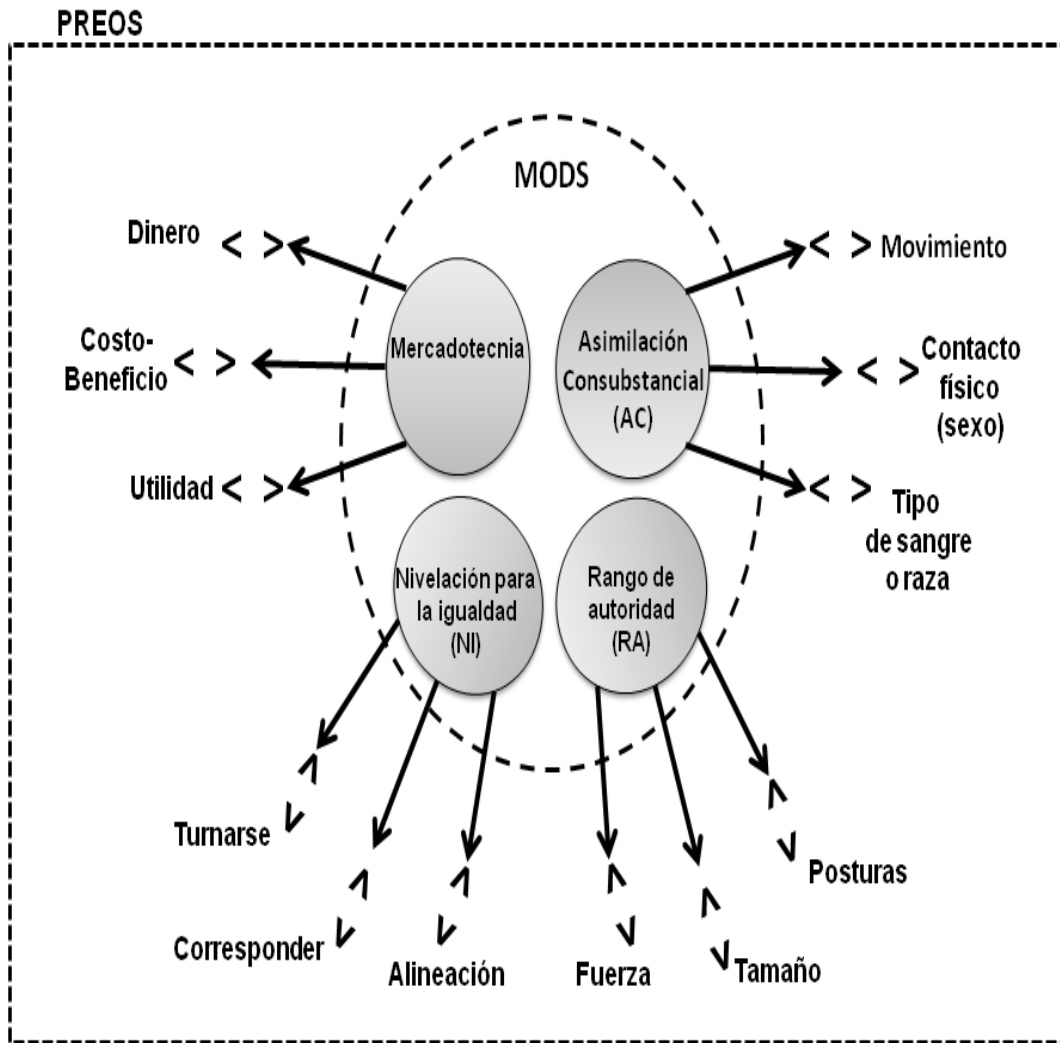 PREOS
MODS
Dinero
< >
< >
Movimiento
Costo-
Beneficio
< >
Mercadotecnia
Asimilación
Consubstancial
(AC)
< >
Contacto
físico
(sexo)
Utilidad
< >
< >
Tipo
de sangre
o raza
Nivelación para
la igualdad
(NI)
Rango de
autoridad
(RA)
Turnarse
< >
Corresponder
< >
Alineación
< >
Fuerza
< >
Tamaño
< >
Posturas
< >